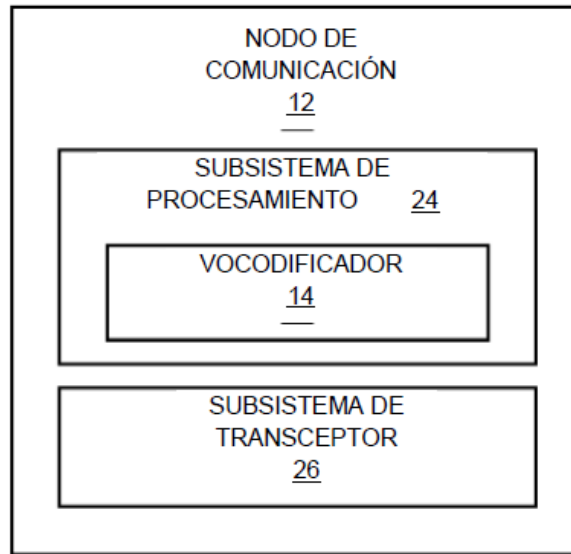 NODO DE
COMUNICACIÓN
12
SUBSISTEMA DE
PROCESAMIENTO 24
VOCODIFICADOR
14
SUBSISTEMA DE
TRANSCEPTOR
26